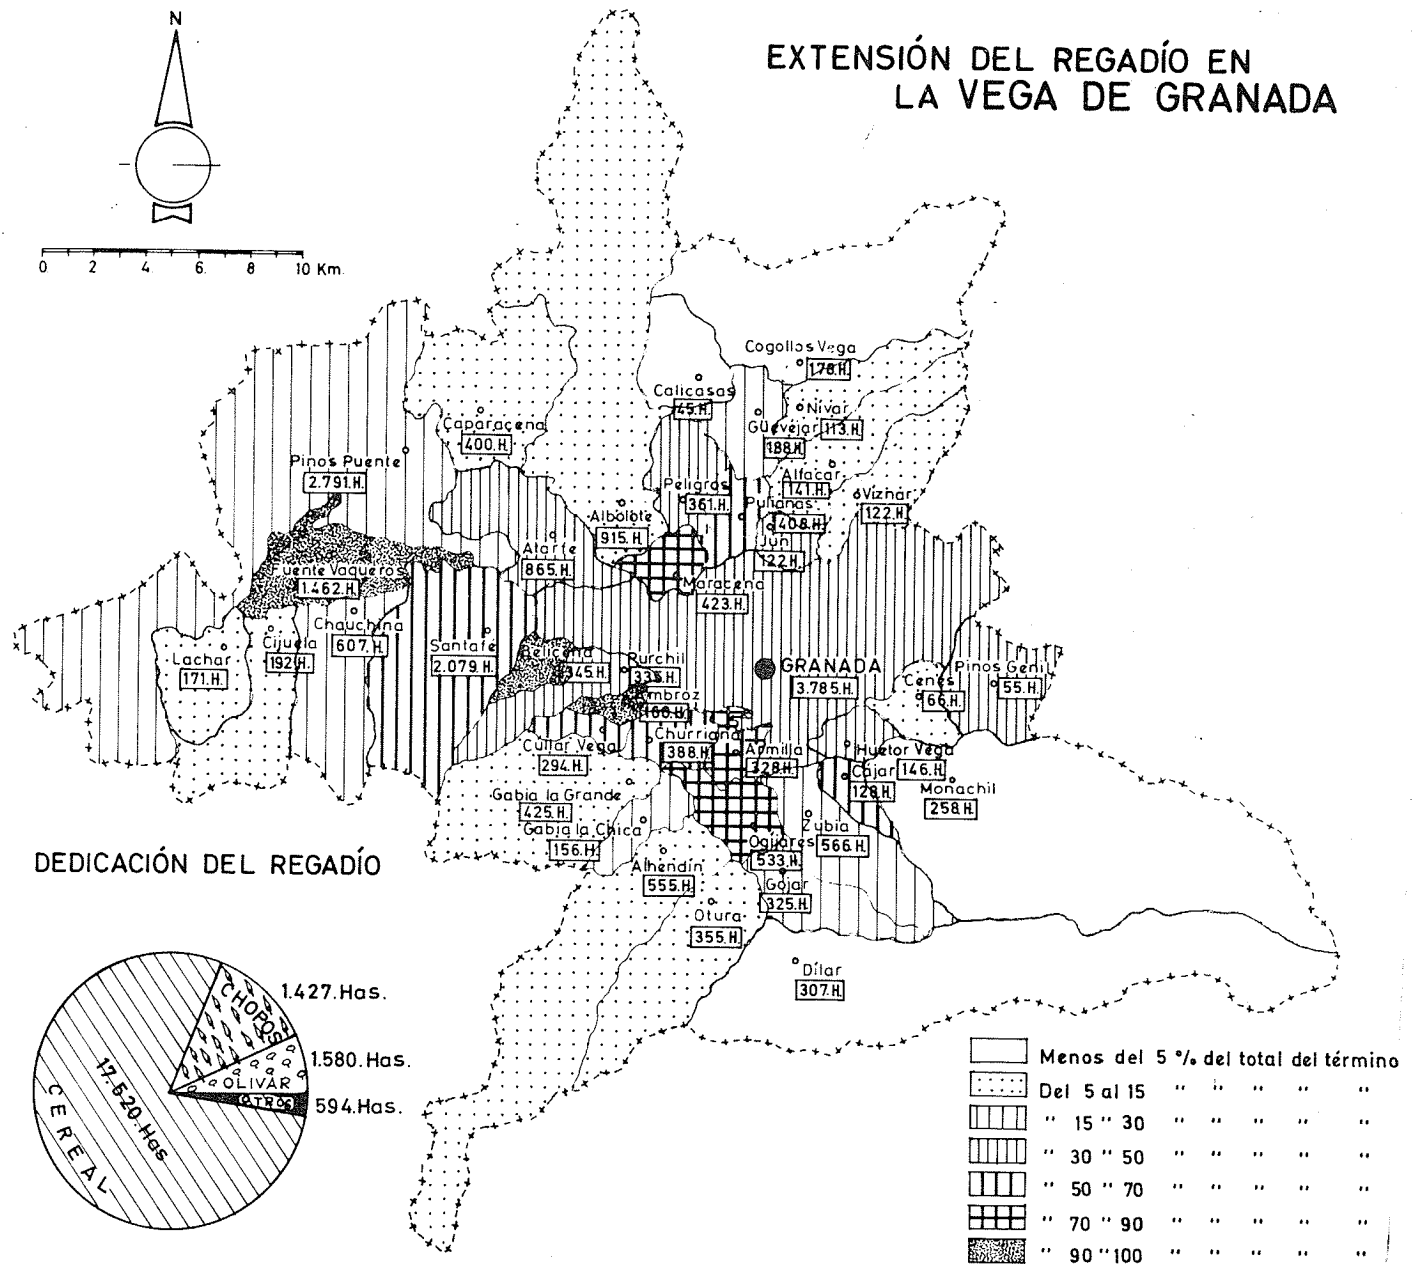 N
EXTENSIÓN DEL REGADÍO EN
LA VEGA DE GRANADA
0 2 4 6 8 10 Km.
Cogollos Vega
178.H.
Calicasas
45.H.
Nívar
113.H.
Güevéjar
188.H.
Caparacena
400.H.
Pinos Puente
2.791.H.
Alfacar
141.H.
Peligros
361.H.
Vizhar
122.H.
Pulianas
408.H.
Albolote
915.H.
Jun
122.H.
Atarfe
865.H.
Fuente Vaqueros
1.462.H.
Maracena
423.H.
Chauchina
607.H.
Cijuela
192.H.
Lachar
171.H.
Santafé
2.079.H.
Belicena
345.H.
Purchil
335.H.
GRANADA
3.785.H.
Cenes
66.H.
Pinos Genil
55.H.
Ambroz
166.H.
Churriana
388.H.
Cullar Vega
294.H.
Armilla
328.H.
Huetor Vega
146.H.
Cajar
128.H.
Monachil
258.H.
Gabia la Grande
425.H.
Gabia la Chica
156.H.
Zubia
566.H.
Ogíjares
533.H.
Alhendín
555.H.
Gojar
325.H.
Otura
355.H.
Dílar
307.H.
DEDICACIÓN DEL REGADÍO
CHOPOS
1.427.Has.
OLIVAR
1.580.Has.
OTROS
594.Has.
17.520.Has
CEREAL
Menos del 5 % del total del término
Del 5 al 15 " " " " "
" 15 " 30 " " " " "
" 30 " 50 " " " " "
" 50 " 70 " " " " "
" 70 " 90 " " " " "
" 90 " 100 " " " " "